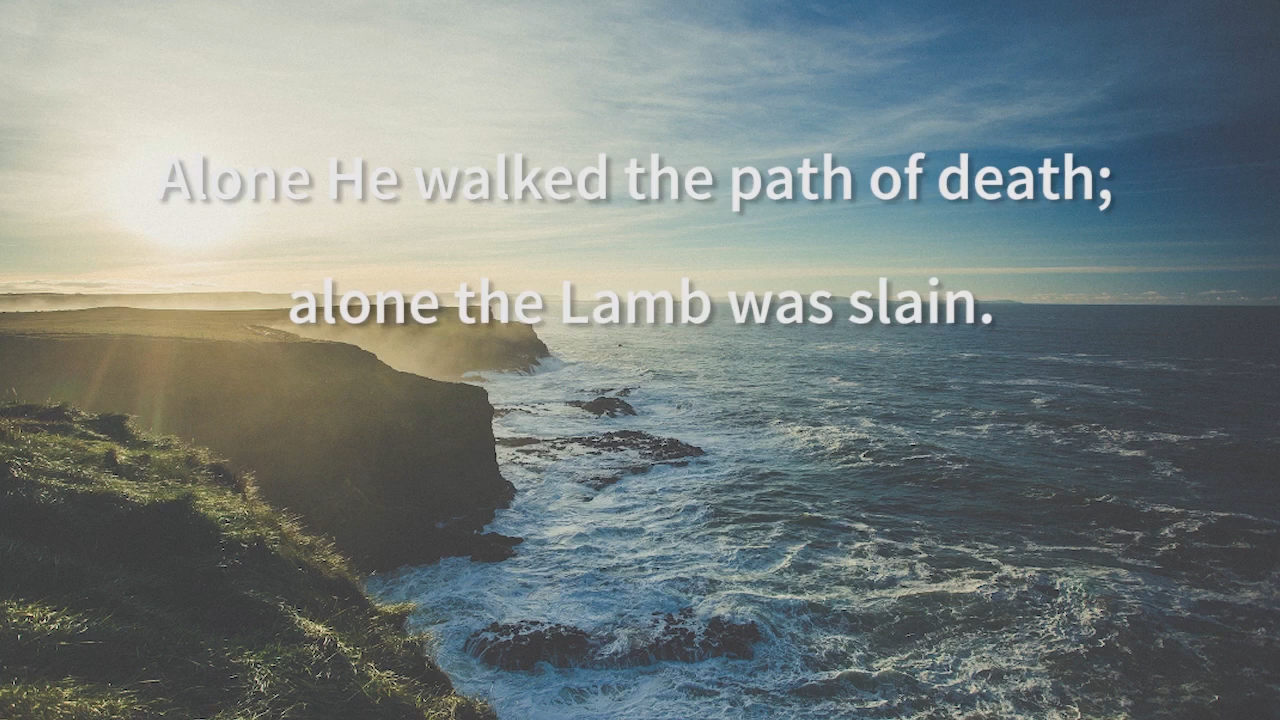 Alone He walked the path of death;
alone the Lamb was slain.